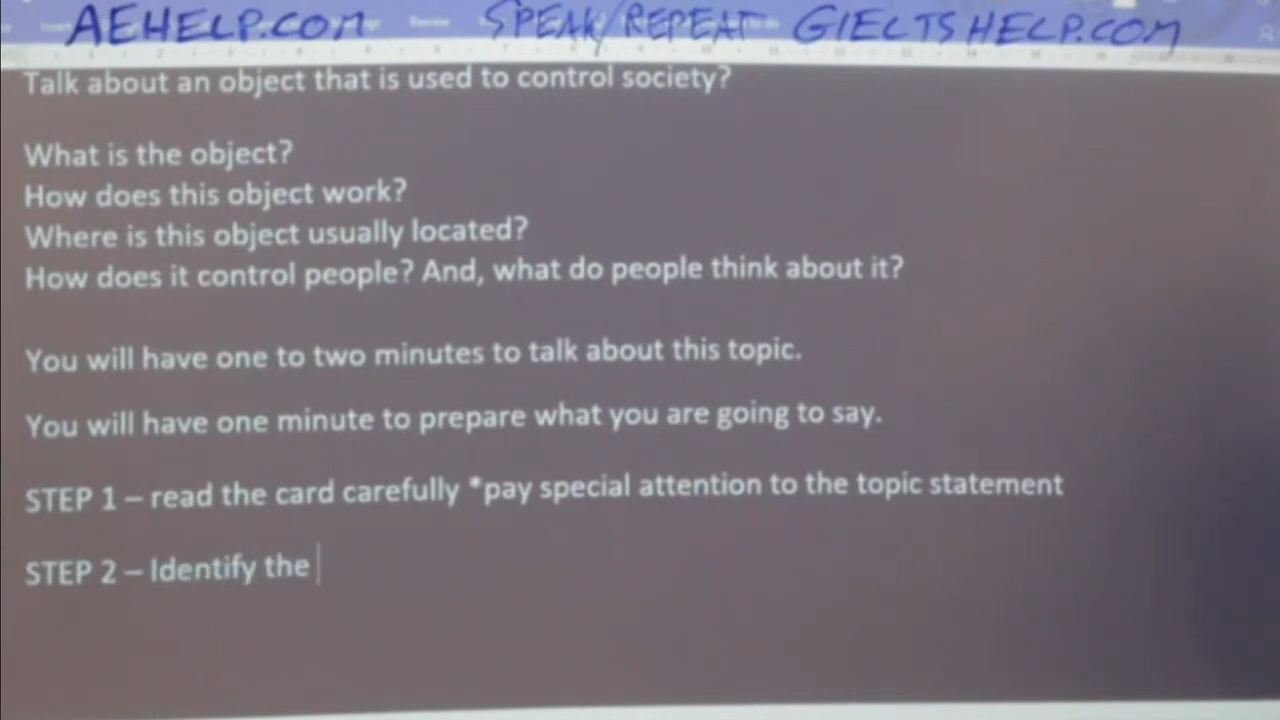 AEHELP.COM SPEAK/REPEAT GIELTSHELP.COM
Talk about an object that is used to control society?
What is the object?
How does this object work?
Where is this object usually located?
How does it control people? And, what do people think about it?
You will have one to two minutes to talk about this topic.
You will have one minute to prepare what you are going to say.
STEP 1 – read the card carefully *pay special attention to the topic statement
STEP 2 – Identify the